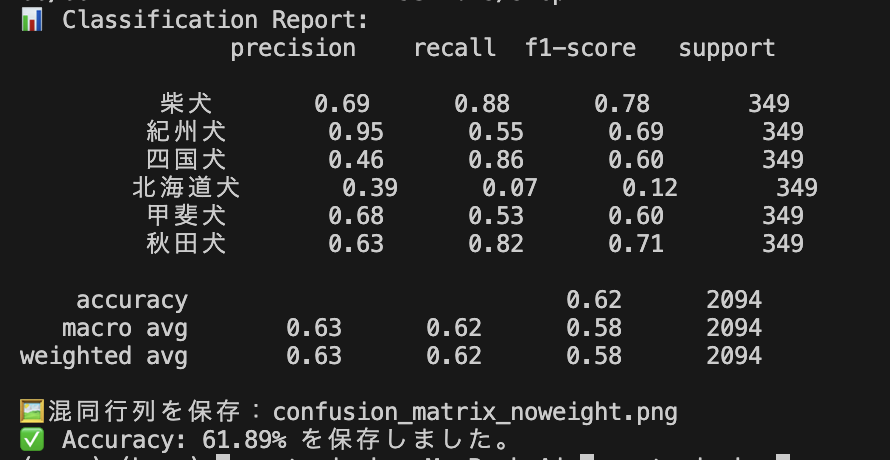 📊 Classification Report:
precision recall f1-score support
柴犬 0.69 0.88 0.78 349
紀州犬 0.95 0.55 0.69 349
四国犬 0.46 0.86 0.60 349
北海道犬 0.39 0.07 0.12 349
甲斐犬 0.68 0.53 0.60 349
秋田犬 0.63 0.82 0.71 349
accuracy 0.62 2094
macro avg 0.63 0.62 0.58 2094
weighted avg 0.63 0.62 0.58 2094
🖼️混同行列を保存：confusion_matrix_noweight.png
✅ Accuracy: 61.89% を保存しました。